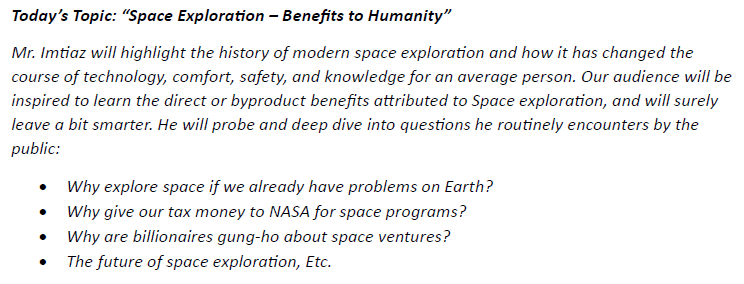 Today's Topic: “Space Exploration – Benefits to Humanity”
Mr. Imtiaz will highlight the history of modern space exploration and how it has changed the
course of technology, comfort, safety, and knowledge for an average person. Our audience will be
inspired to learn the direct or byproduct benefits attributed to Space exploration, and will surely
leave a bit smarter. He will probe and deep dive into questions he routinely encounters by the
public:
• Why explore space if we already have problems on Earth?
• Why give our tax money to NASA for space programs?
• Why are billionaires gung-ho about space ventures?
• The future of space exploration, Etc.